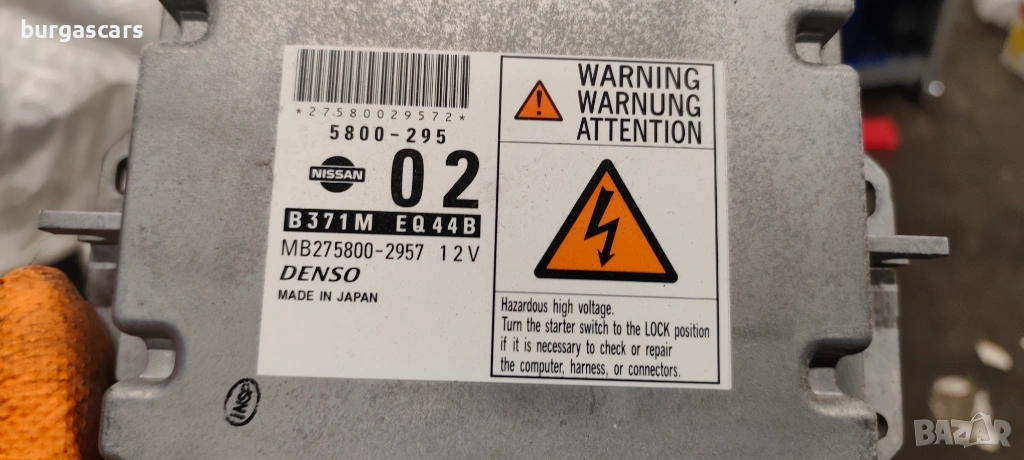 burgascars
*27580029572*
5800-295
NISSAN
02
B371M EQ44B
MB275800-2957 12V
DENSO
MADE IN JAPAN
WARNING
WARNUNG
ATTENTION
Hazardous high voltage.
Turn the starter switch to the LOCK position
if it is necessary to check or repair
the computer, harness, or connectors.
INSP
BAZAR